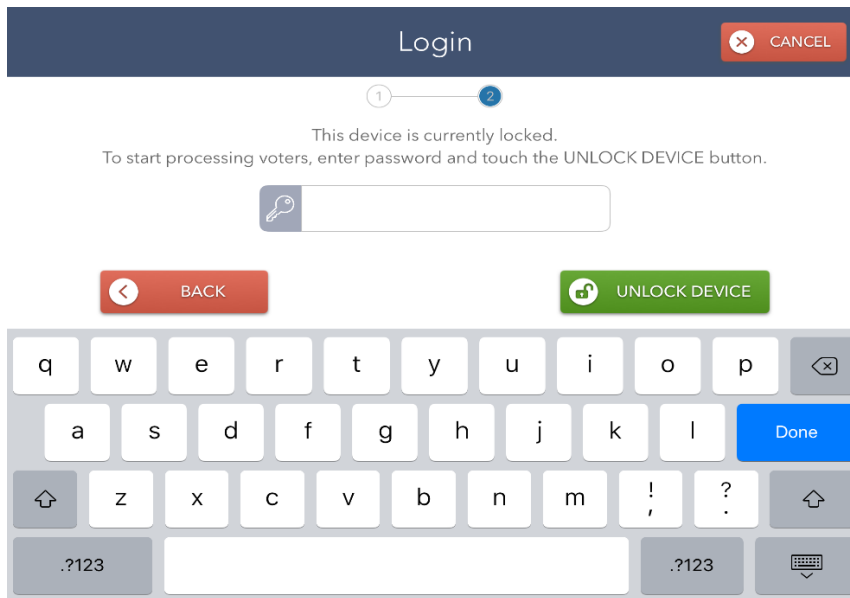 Login
CANCEL
1 2
This device is currently locked.
To start processing voters, enter password and touch the UNLOCK DEVICE button.
BACK
UNLOCK DEVICE
q w e r t y u i o p
a s d f g h j k l Done
z x c v b n m ! , ? .
.?123 .?123